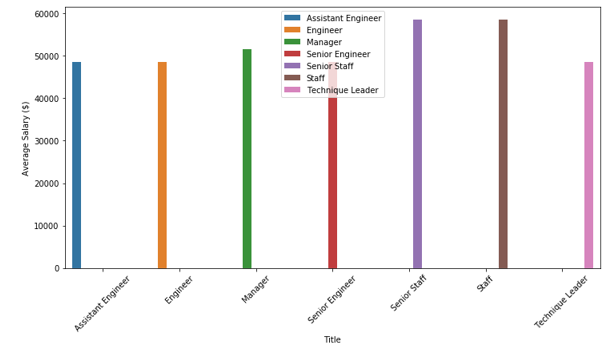 60000
50000
40000
30000
20000
10000
0
Average Salary ($)
Assistant Engineer
Engineer
Manager
Senior Engineer
Senior Staff
Staff
Technique Leader
Assistant Engineer
Engineer
Manager
Senior Engineer
Senior Staff
Staff
Technique Leader
Title